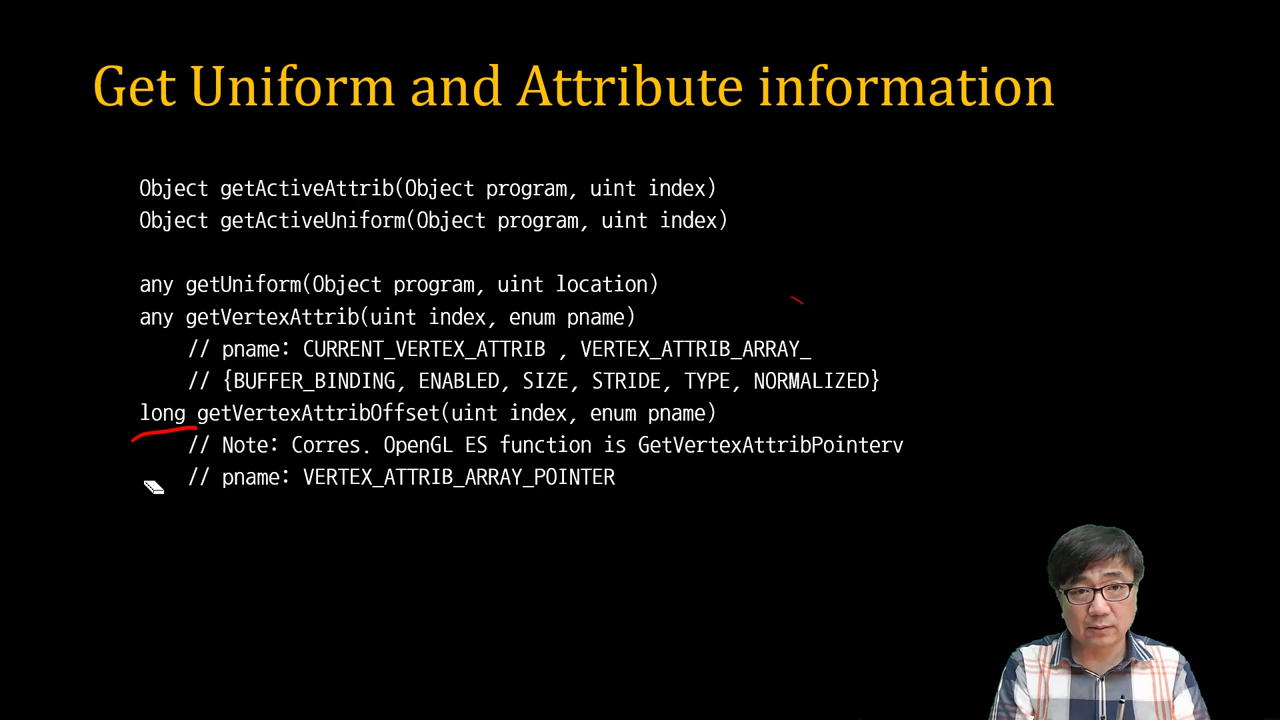 Get Uniform and Attribute information
Object getActiveAttrib(Object program, uint index)
Object getActiveUniform(Object program, uint index)
any getUniform(Object program, uint location)
any getVertexAttrib(uint index, enum pname)
// pname: CURRENT_VERTEX_ATTRIB , VERTEX_ATTRIB_ARRAY_
// {BUFFER_BINDING, ENABLED, SIZE, STRIDE, TYPE, NORMALIZED}
long getVertexAttribOffset(uint index, enum pname)
// Note: Corres. OpenGL ES function is GetVertexAttribPointerv
// pname: VERTEX_ATTRIB_ARRAY_POINTER